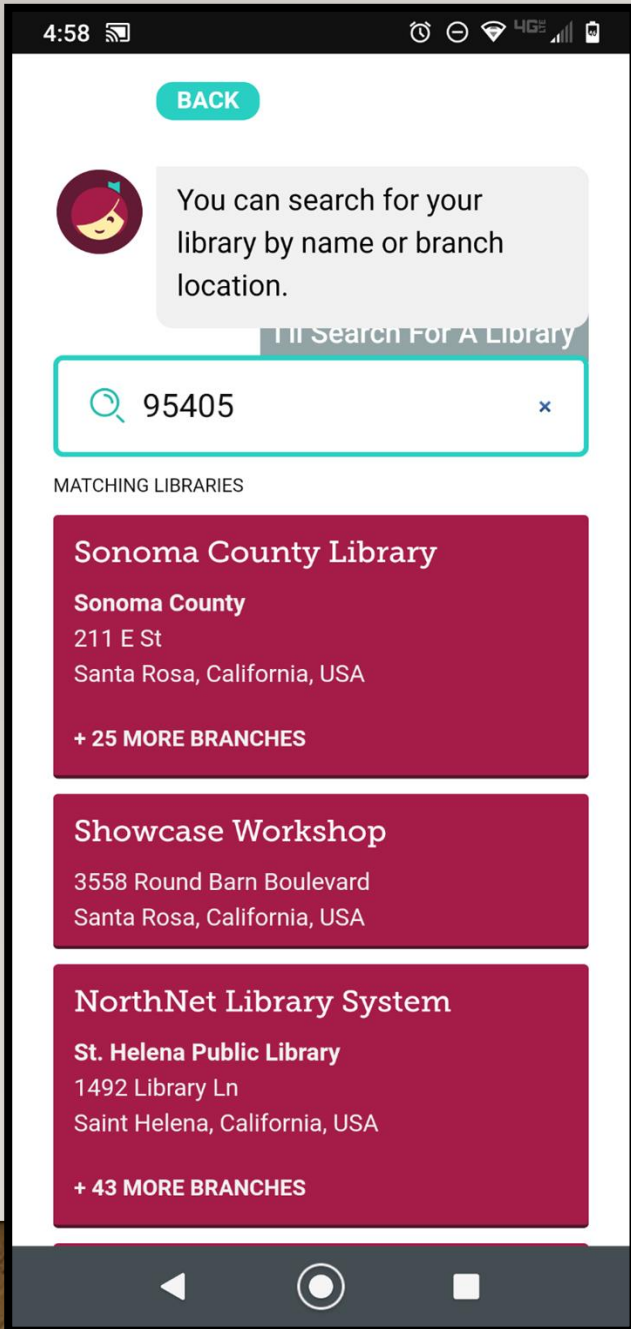 4:58
4G LTE
BACK
You can search for your
library by name or branch
location.
I'll Search For A Library
95405
×
MATCHING LIBRARIES
Sonoma County Library
Sonoma County
211 E St
Santa Rosa, California, USA
+ 25 MORE BRANCHES
Showcase Workshop
3558 Round Barn Boulevard
Santa Rosa, California, USA
NorthNet Library System
St. Helena Public Library
1492 Library Ln
Saint Helena, California, USA
+ 43 MORE BRANCHES